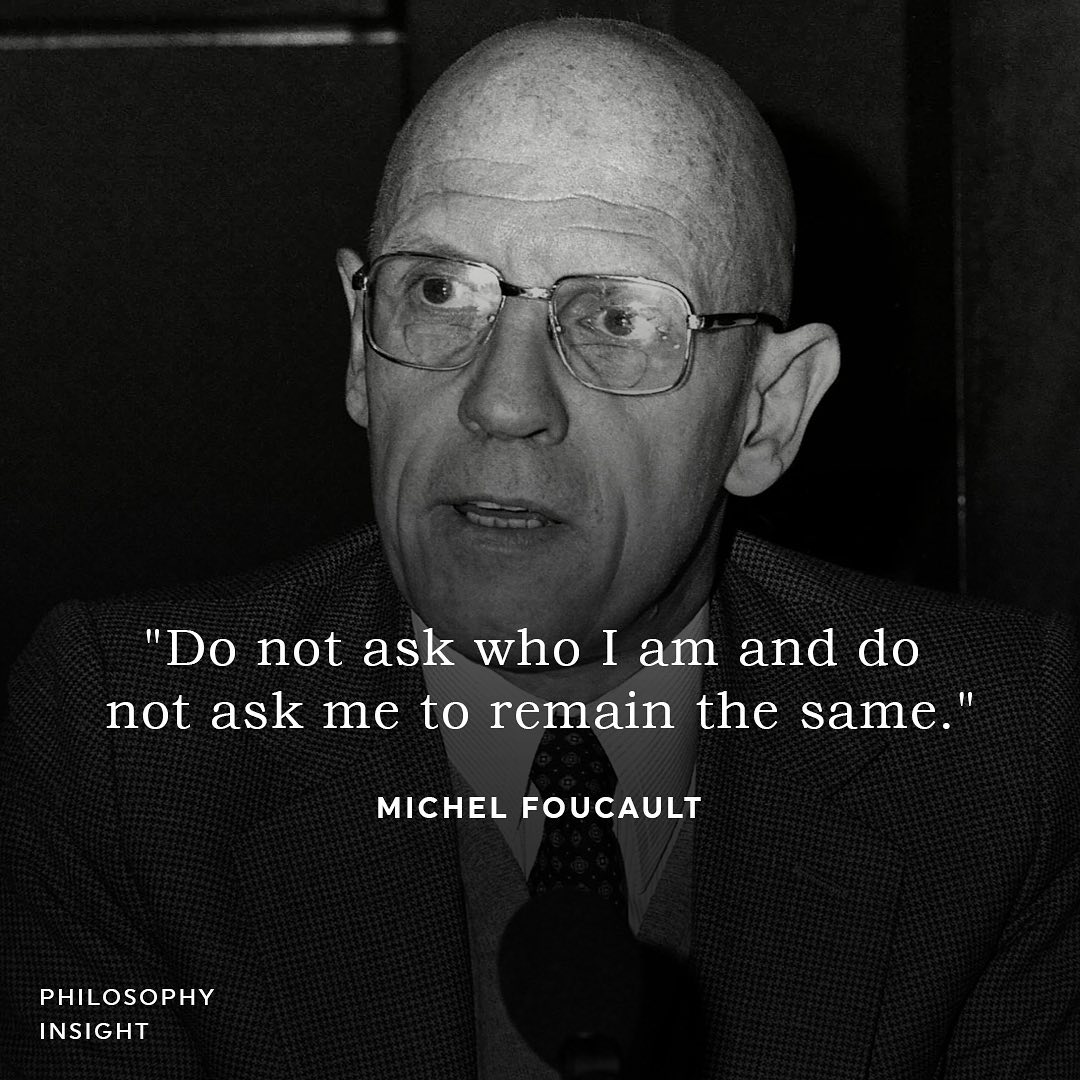 "Do not ask who I am and do
not ask me to remain the same."
MICHEL FOUCAULT
PHILOSOPHY
INSIGHT